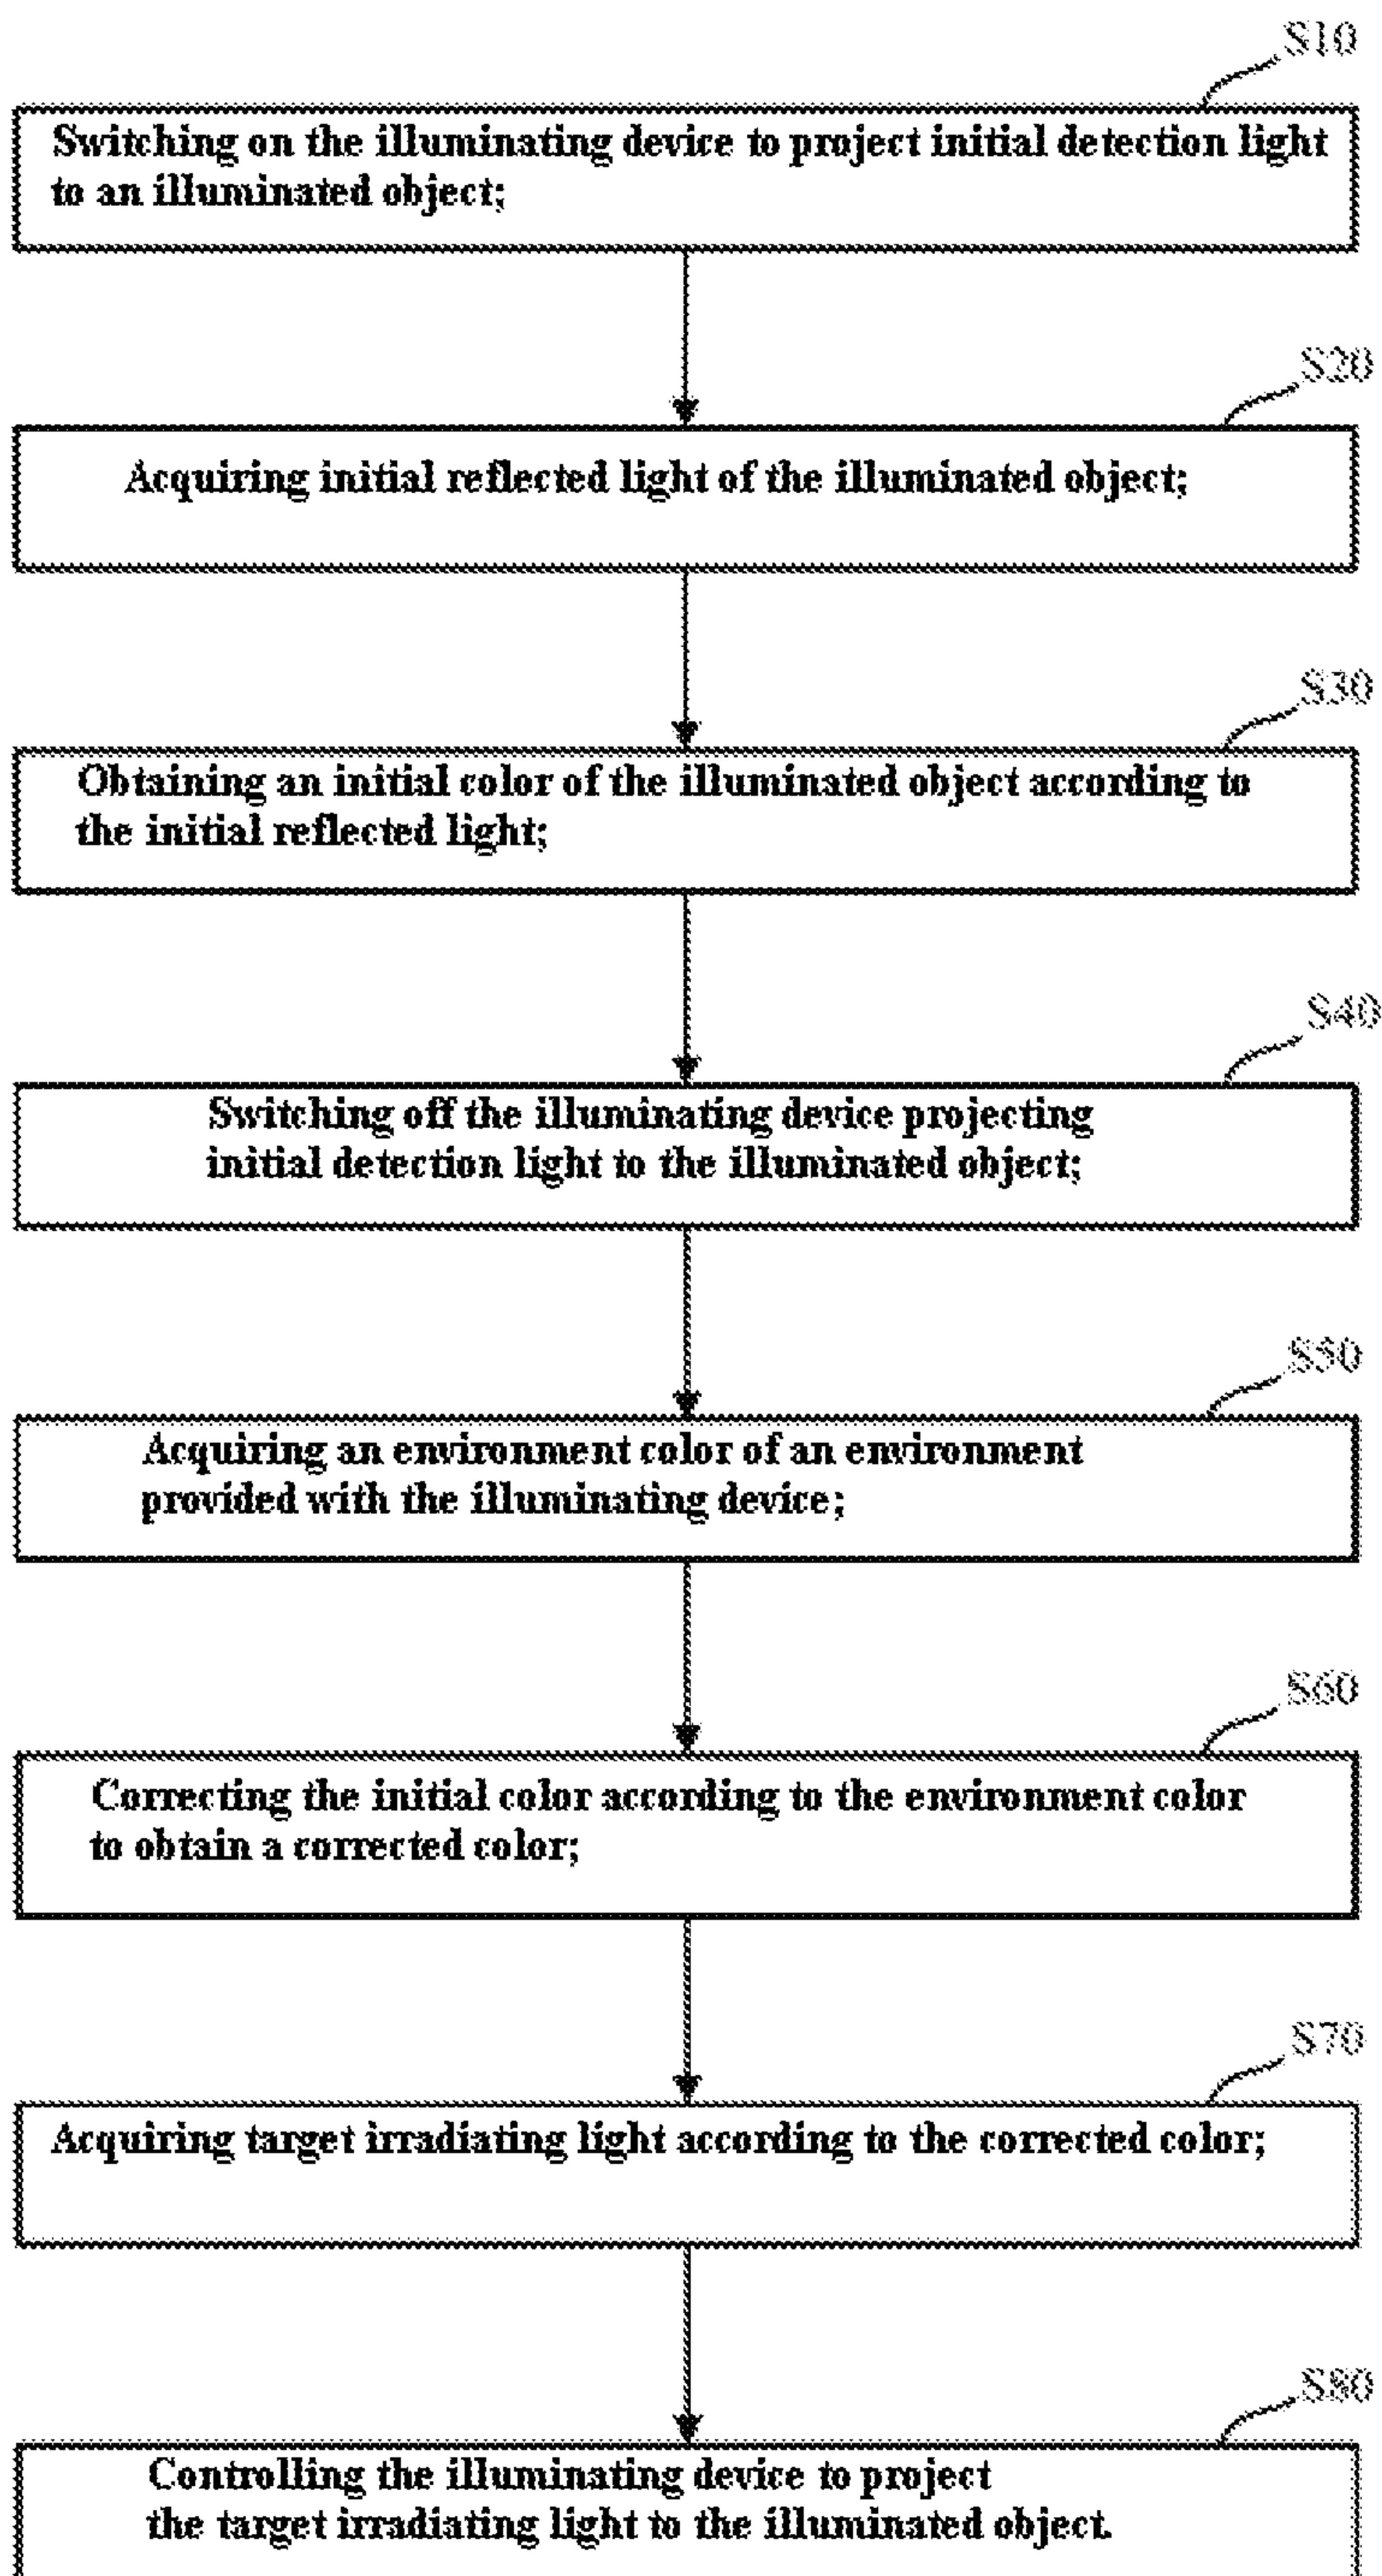 S10
Switching on the illuminating device to project initial detection light
to an illuminated object;
S20
Acquiring initial reflected light of the illuminated object;
S30
Obtaining an initial color of the illuminated object according to
the initial reflected light;
S40
Switching off the illuminating device projecting
initial detection light to the illuminated object;
S50
Acquiring an environment color of an environment
provided with the illuminating device;
S60
Correcting the initial color according to the environment color
to obtain a corrected color;
S70
Acquiring target irradiating light according to the corrected color;
S80
Controlling the illuminating device to project
the target irradiating light to the illuminated object.